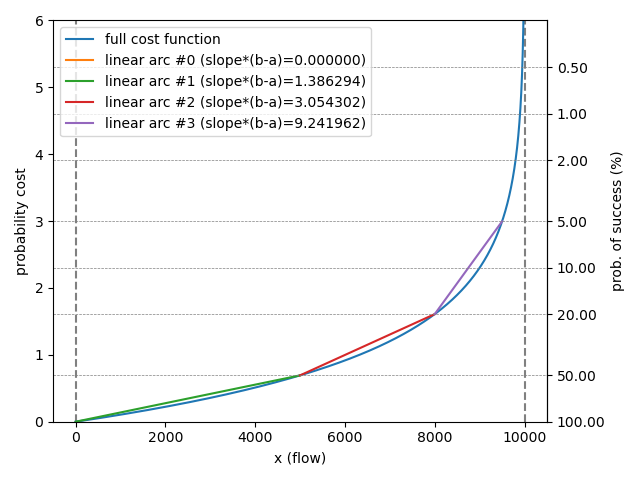 full cost function
linear arc #0 (slope*(b-a)=0.000000)
linear arc #1 (slope*(b-a)=1.386294)
linear arc #2 (slope*(b-a)=3.054302)
linear arc #3 (slope*(b-a)=9.241962)
6
5
4
3
2
1
0
probability cost
0.50
1.00
2.00
5.00
10.00
20.00
50.00
100.00
prob. of success (%)
0 2000 4000 6000 8000 10000
x (flow)